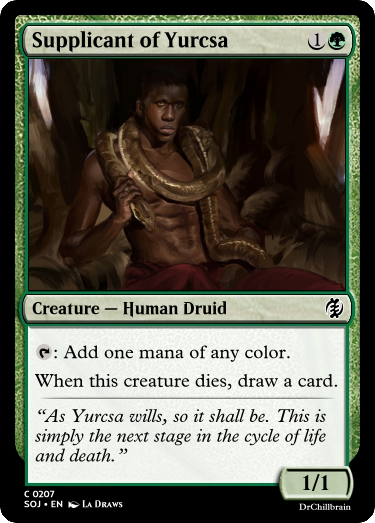 Supplicant of Yurcsa 1
Creature — Human Druid
: Add one mana of any color.
When this creature dies, draw a card.
“As Yurcsa wills, so it shall be. This is
simply the next stage in the cycle of life
and death.”
1/1
C 0207
SOJ • EN La Draws
DrChillbrain